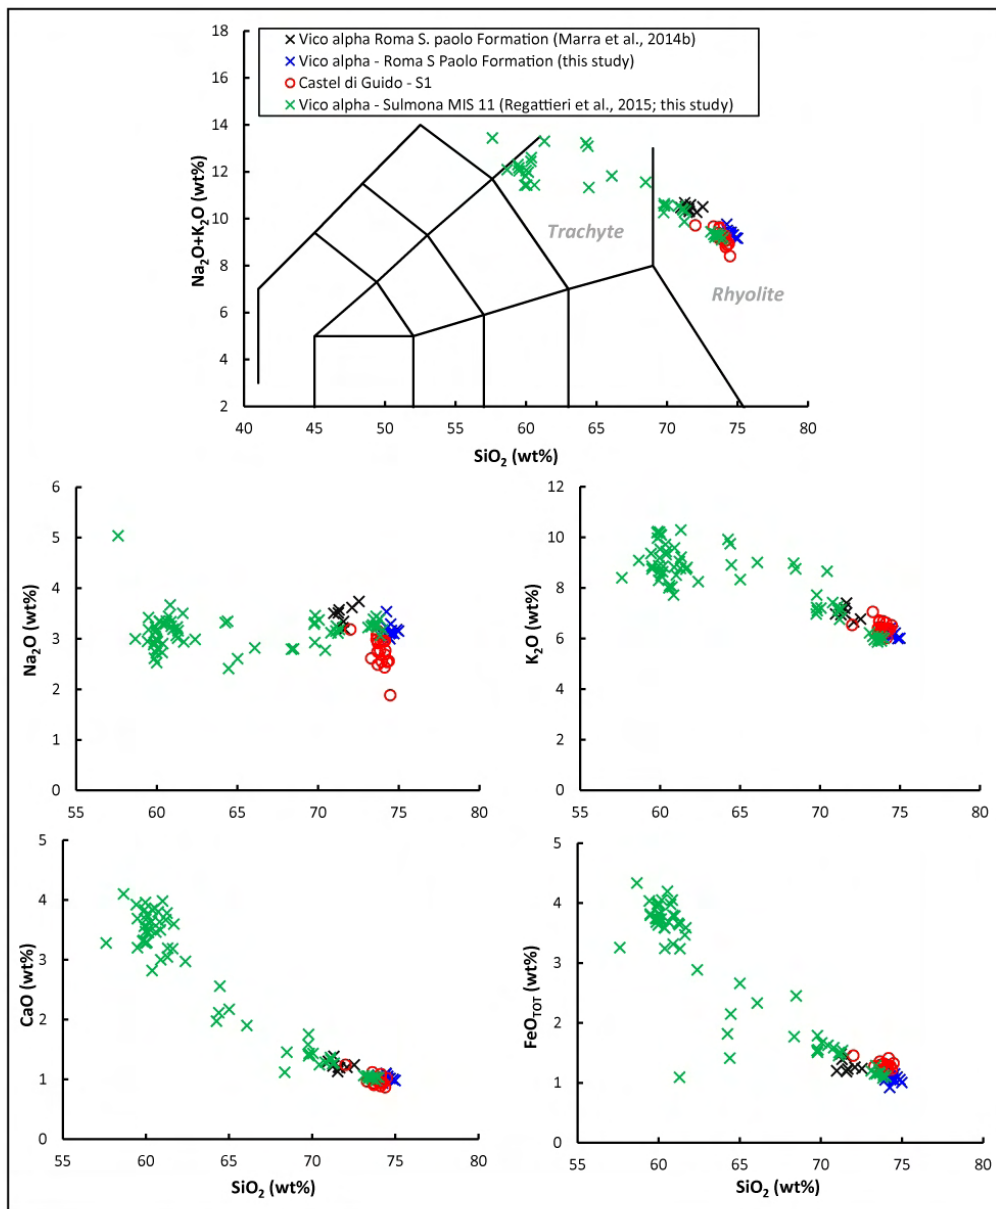 Vico alpha Roma S. paolo Formation (Marra et al., 2014b)
Vico alpha - Roma S Paolo Formation (this study)
Castel di Guido - S1
Vico alpha - Sulmona MIS 11 (Regattieri et al., 2015; this study)
18
16
14
12
10
8
6
4
2
Na₂O+K₂O (wt%)
Trachyte
Rhyolite
40 45 50 55 60 65 70 75 80
SiO₂ (wt%)
6
5
4
3
2
1
0
Na₂O (wt%)
55 60 65 70 75 80
12
10
8
6
4
2
0
K₂O (wt%)
55 60 65 70 75 80
5
4
3
2
1
0
CaO (wt%)
55 60 65 70 75 80
SiO₂ (wt%)
5
4
3
2
1
0
FeO_TOT (wt%)
55 60 65 70 75 80
SiO₂ (wt%)